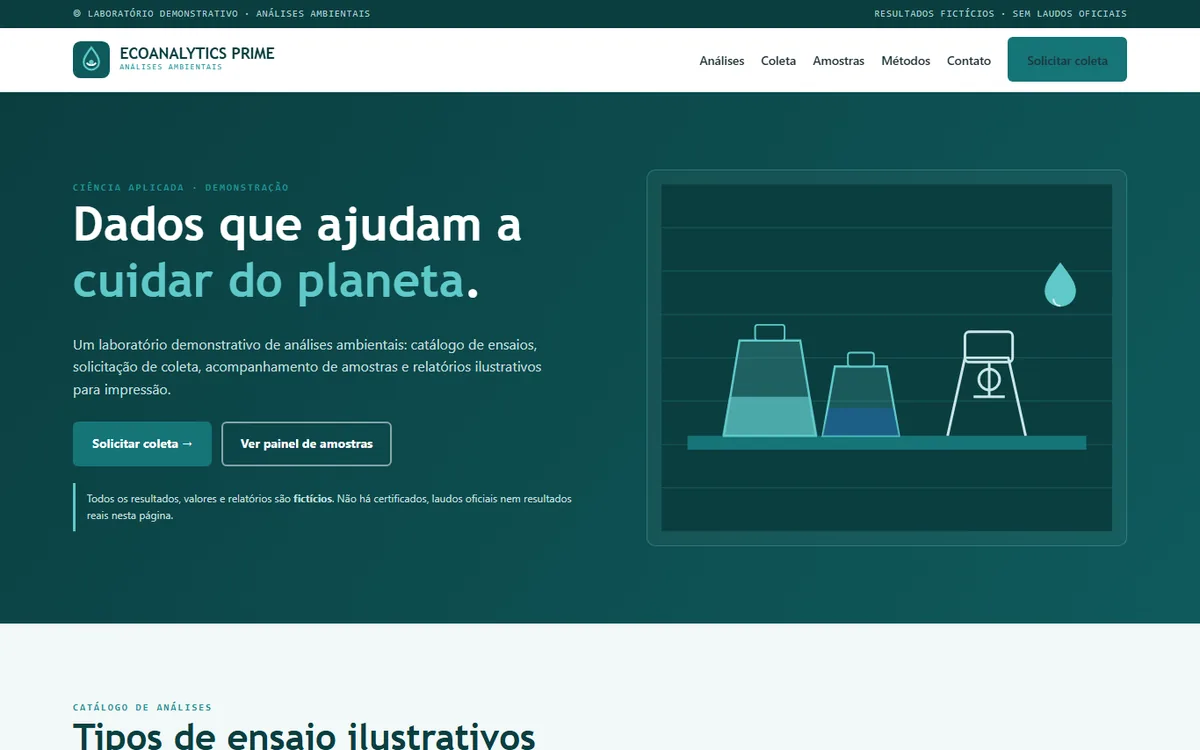 LABORATÓRIO DEMONSTRATIVO · ANÁLISES AMBIENTAIS
RESULTADOS FICTÍCIOS · SEM LAUDOS OFICIAIS
ECOANALYTICS PRIME
ANÁLISES AMBIENTAIS
Análises
Coleta
Amostras
Métodos
Contato
Solicitar coleta
CIÊNCIA APLICADA · DEMONSTRAÇÃO
Dados que ajudam a
cuidar do planeta.
Um laboratório demonstrativo de análises ambientais: catálogo de ensaios,
solicitação de coleta, acompanhamento de amostras e relatórios ilustrativos
para impressão.
Solicitar coleta →
Ver painel de amostras
Todos os resultados, valores e relatórios são fictícios. Não há certificados, laudos oficiais nem resultados
reais nesta página.
CATÁLOGO DE ANÁLISES
Tipos de ensaio ilustrativos